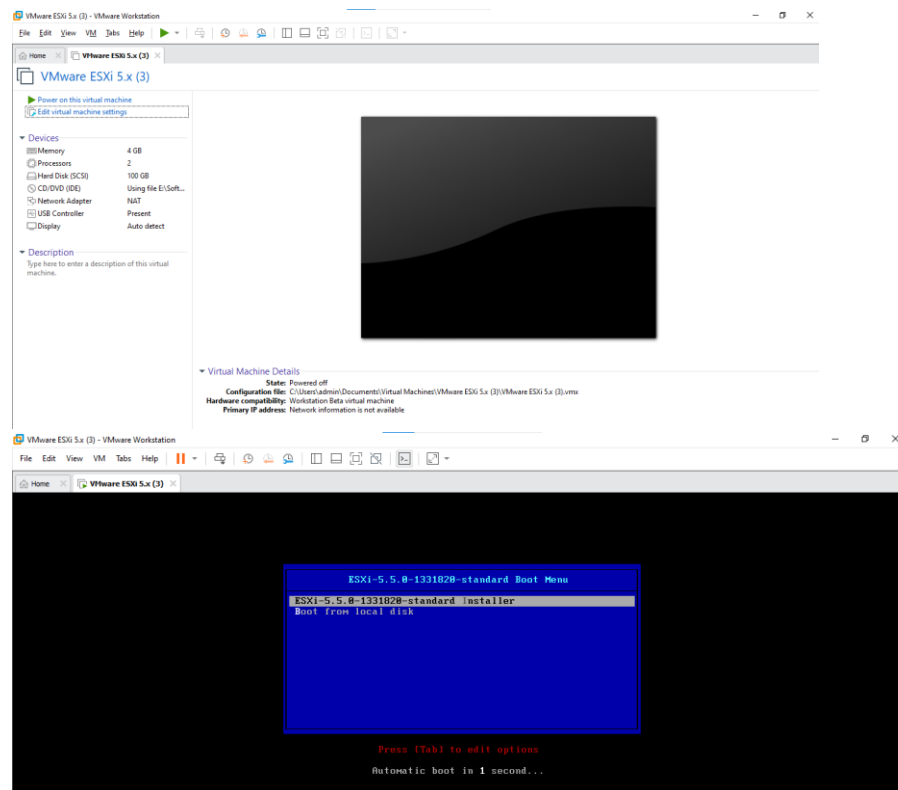 VMware ESXi 5.x (3) - VMware Workstation
File Edit View VM Tabs Help
Home VMware ESXi 5.x (3)
VMware ESXi 5.x (3)
Power on this virtual machine
Edit virtual machine settings
Devices
Memory 4 GB
Processors 2
Hard Disk (SCSI) 100 GB
CD/DVD (IDE) Using file E:\Soft...
Network Adapter NAT
USB Controller Present
Display Auto detect
Description
Type here to enter a description of this virtual
machine.
Virtual Machine Details
State: Powered off
Configuration file: C:\Users\admin\Documents\Virtual Machines\VMware ESXi 5.x (3)\VMware ESXi 5.x (3).vmx
Hardware compatibility: Workstation Beta virtual machine
Primary IP address: Network information is not available
VMware ESXi 5.x (3) - VMware Workstation
File Edit View VM Tabs Help
Home VMware ESXi 5.x (3)
ESXi-5.5.0-1331820-standard Boot Menu
ESXi-5.5.0-1331820-standard Installer
Boot from local disk
Press [Tab] to edit options
Automatic boot in 1 second...